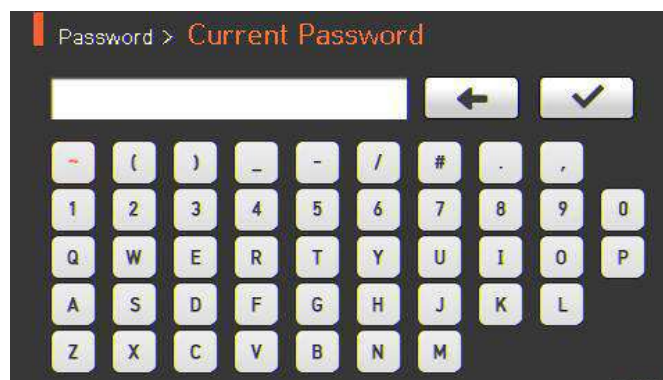 Password > Current Password
~ ( ) _ - / # . ,
1 2 3 4 5 6 7 8 9 0
Q W E R T Y U I O P
A S D F G H J K L
Z X C V B N M